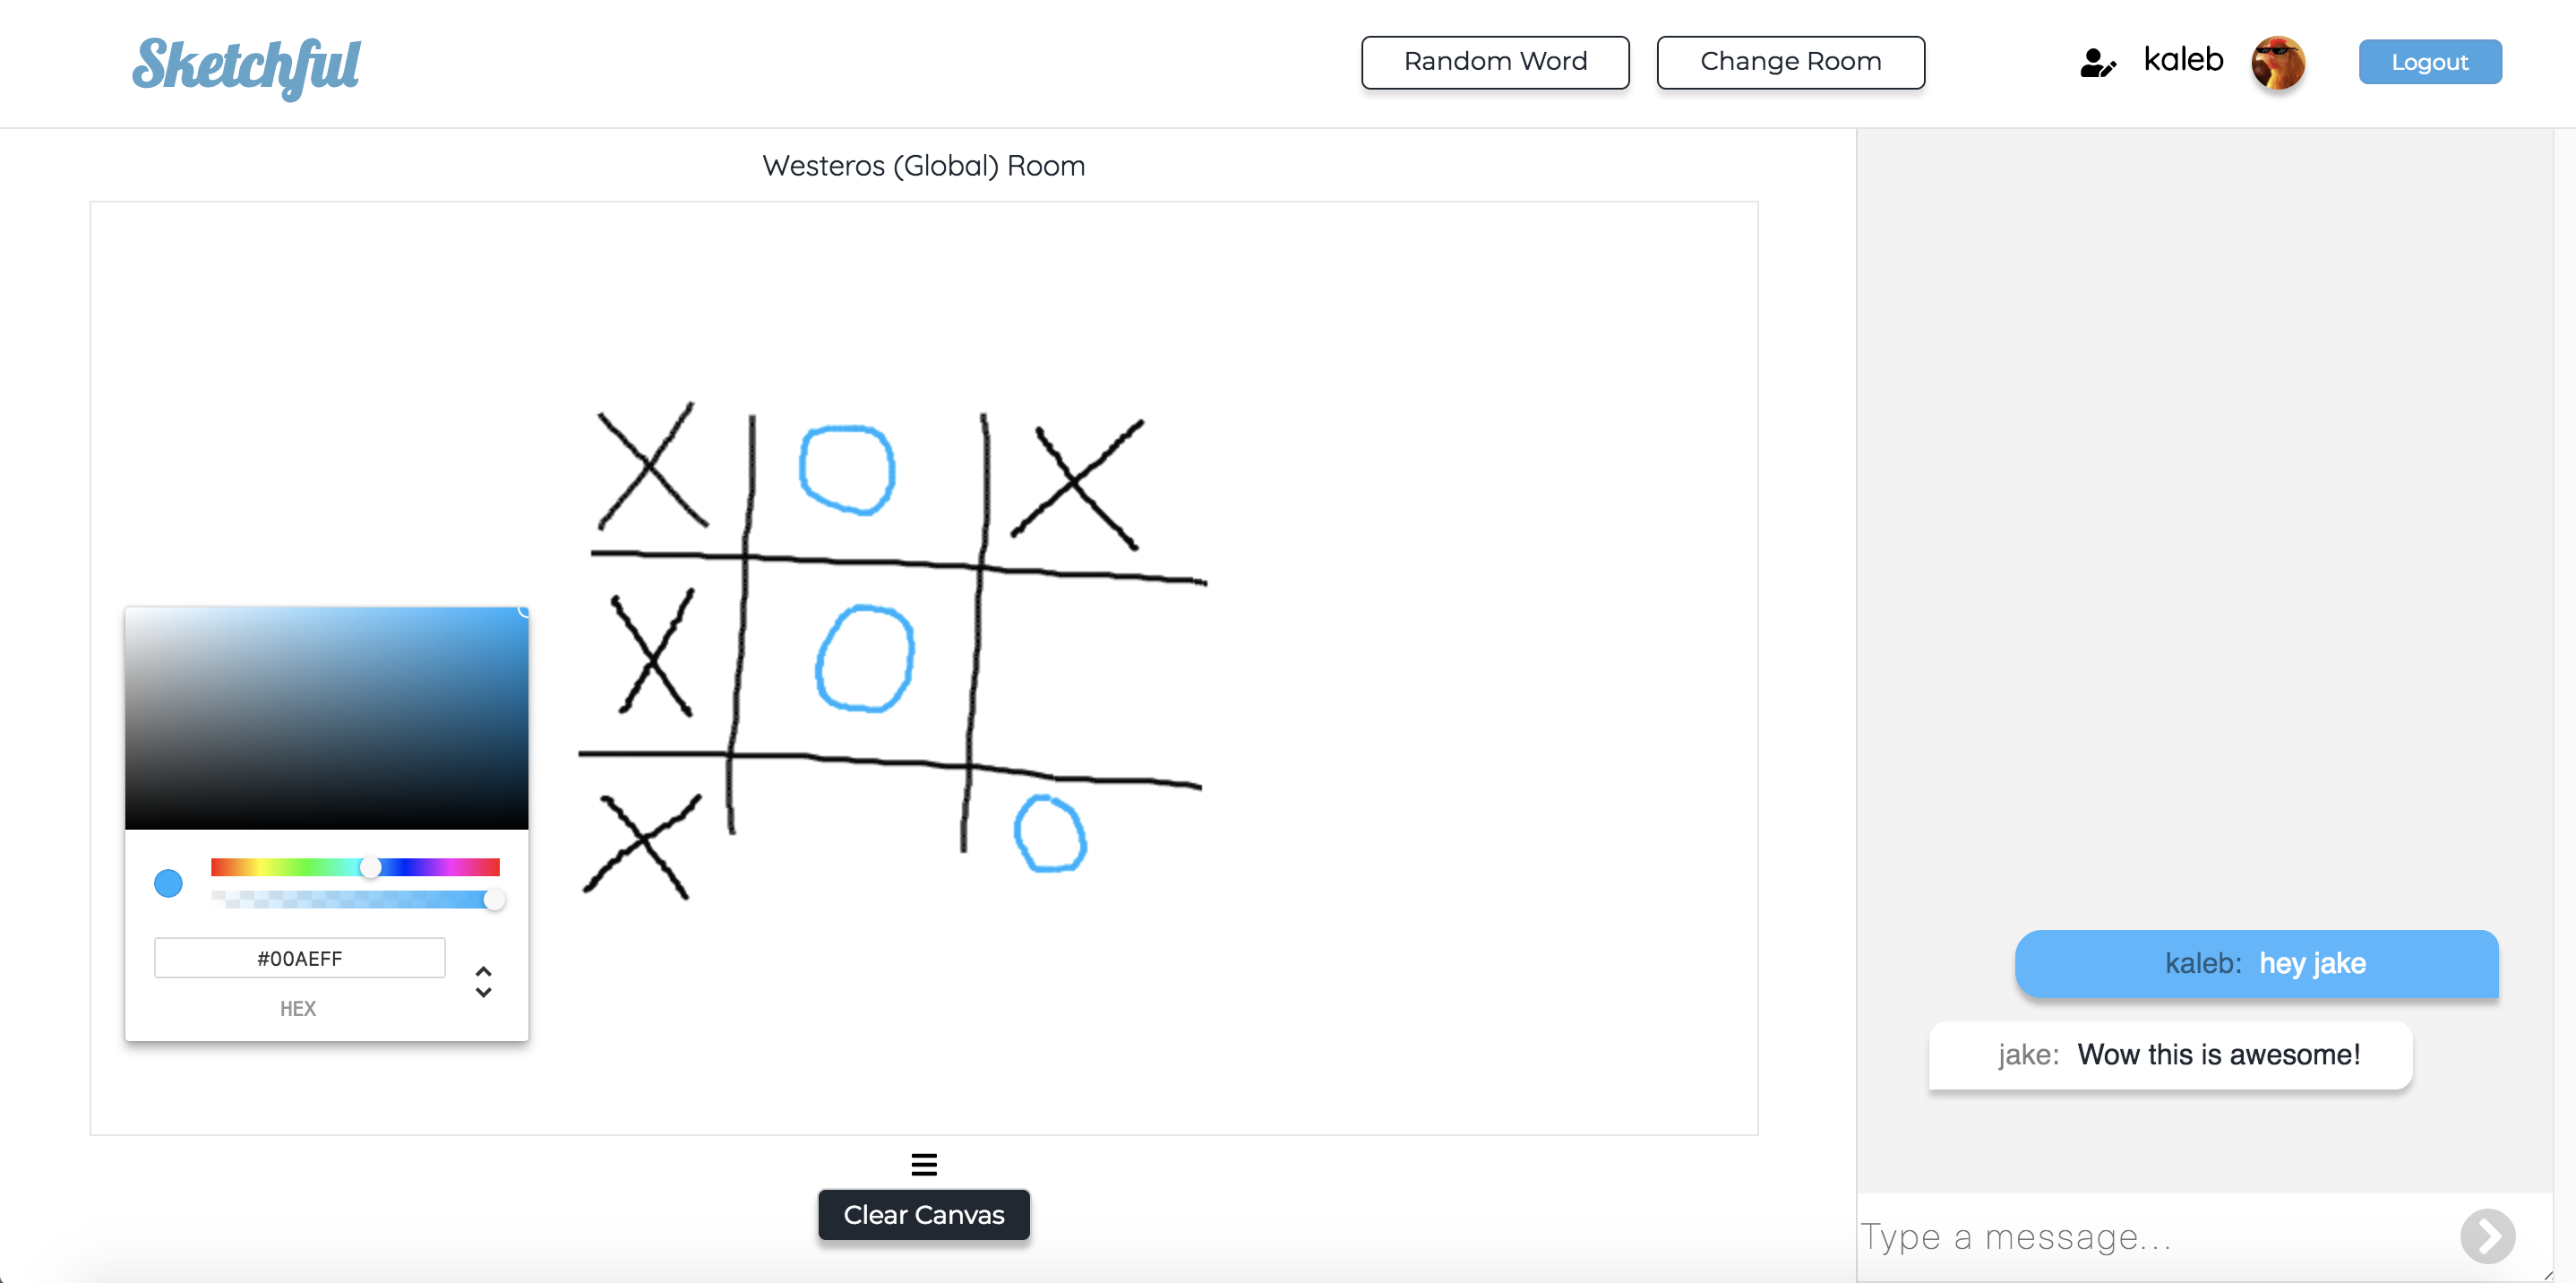 Sketchful
Random Word
Change Room
kaleb
Logout
Westeros (Global) Room
X O X
X O
X O
#00AEFF
HEX
kaleb: hey jake
jake: Wow this is awesome!
Clear Canvas
Type a message...